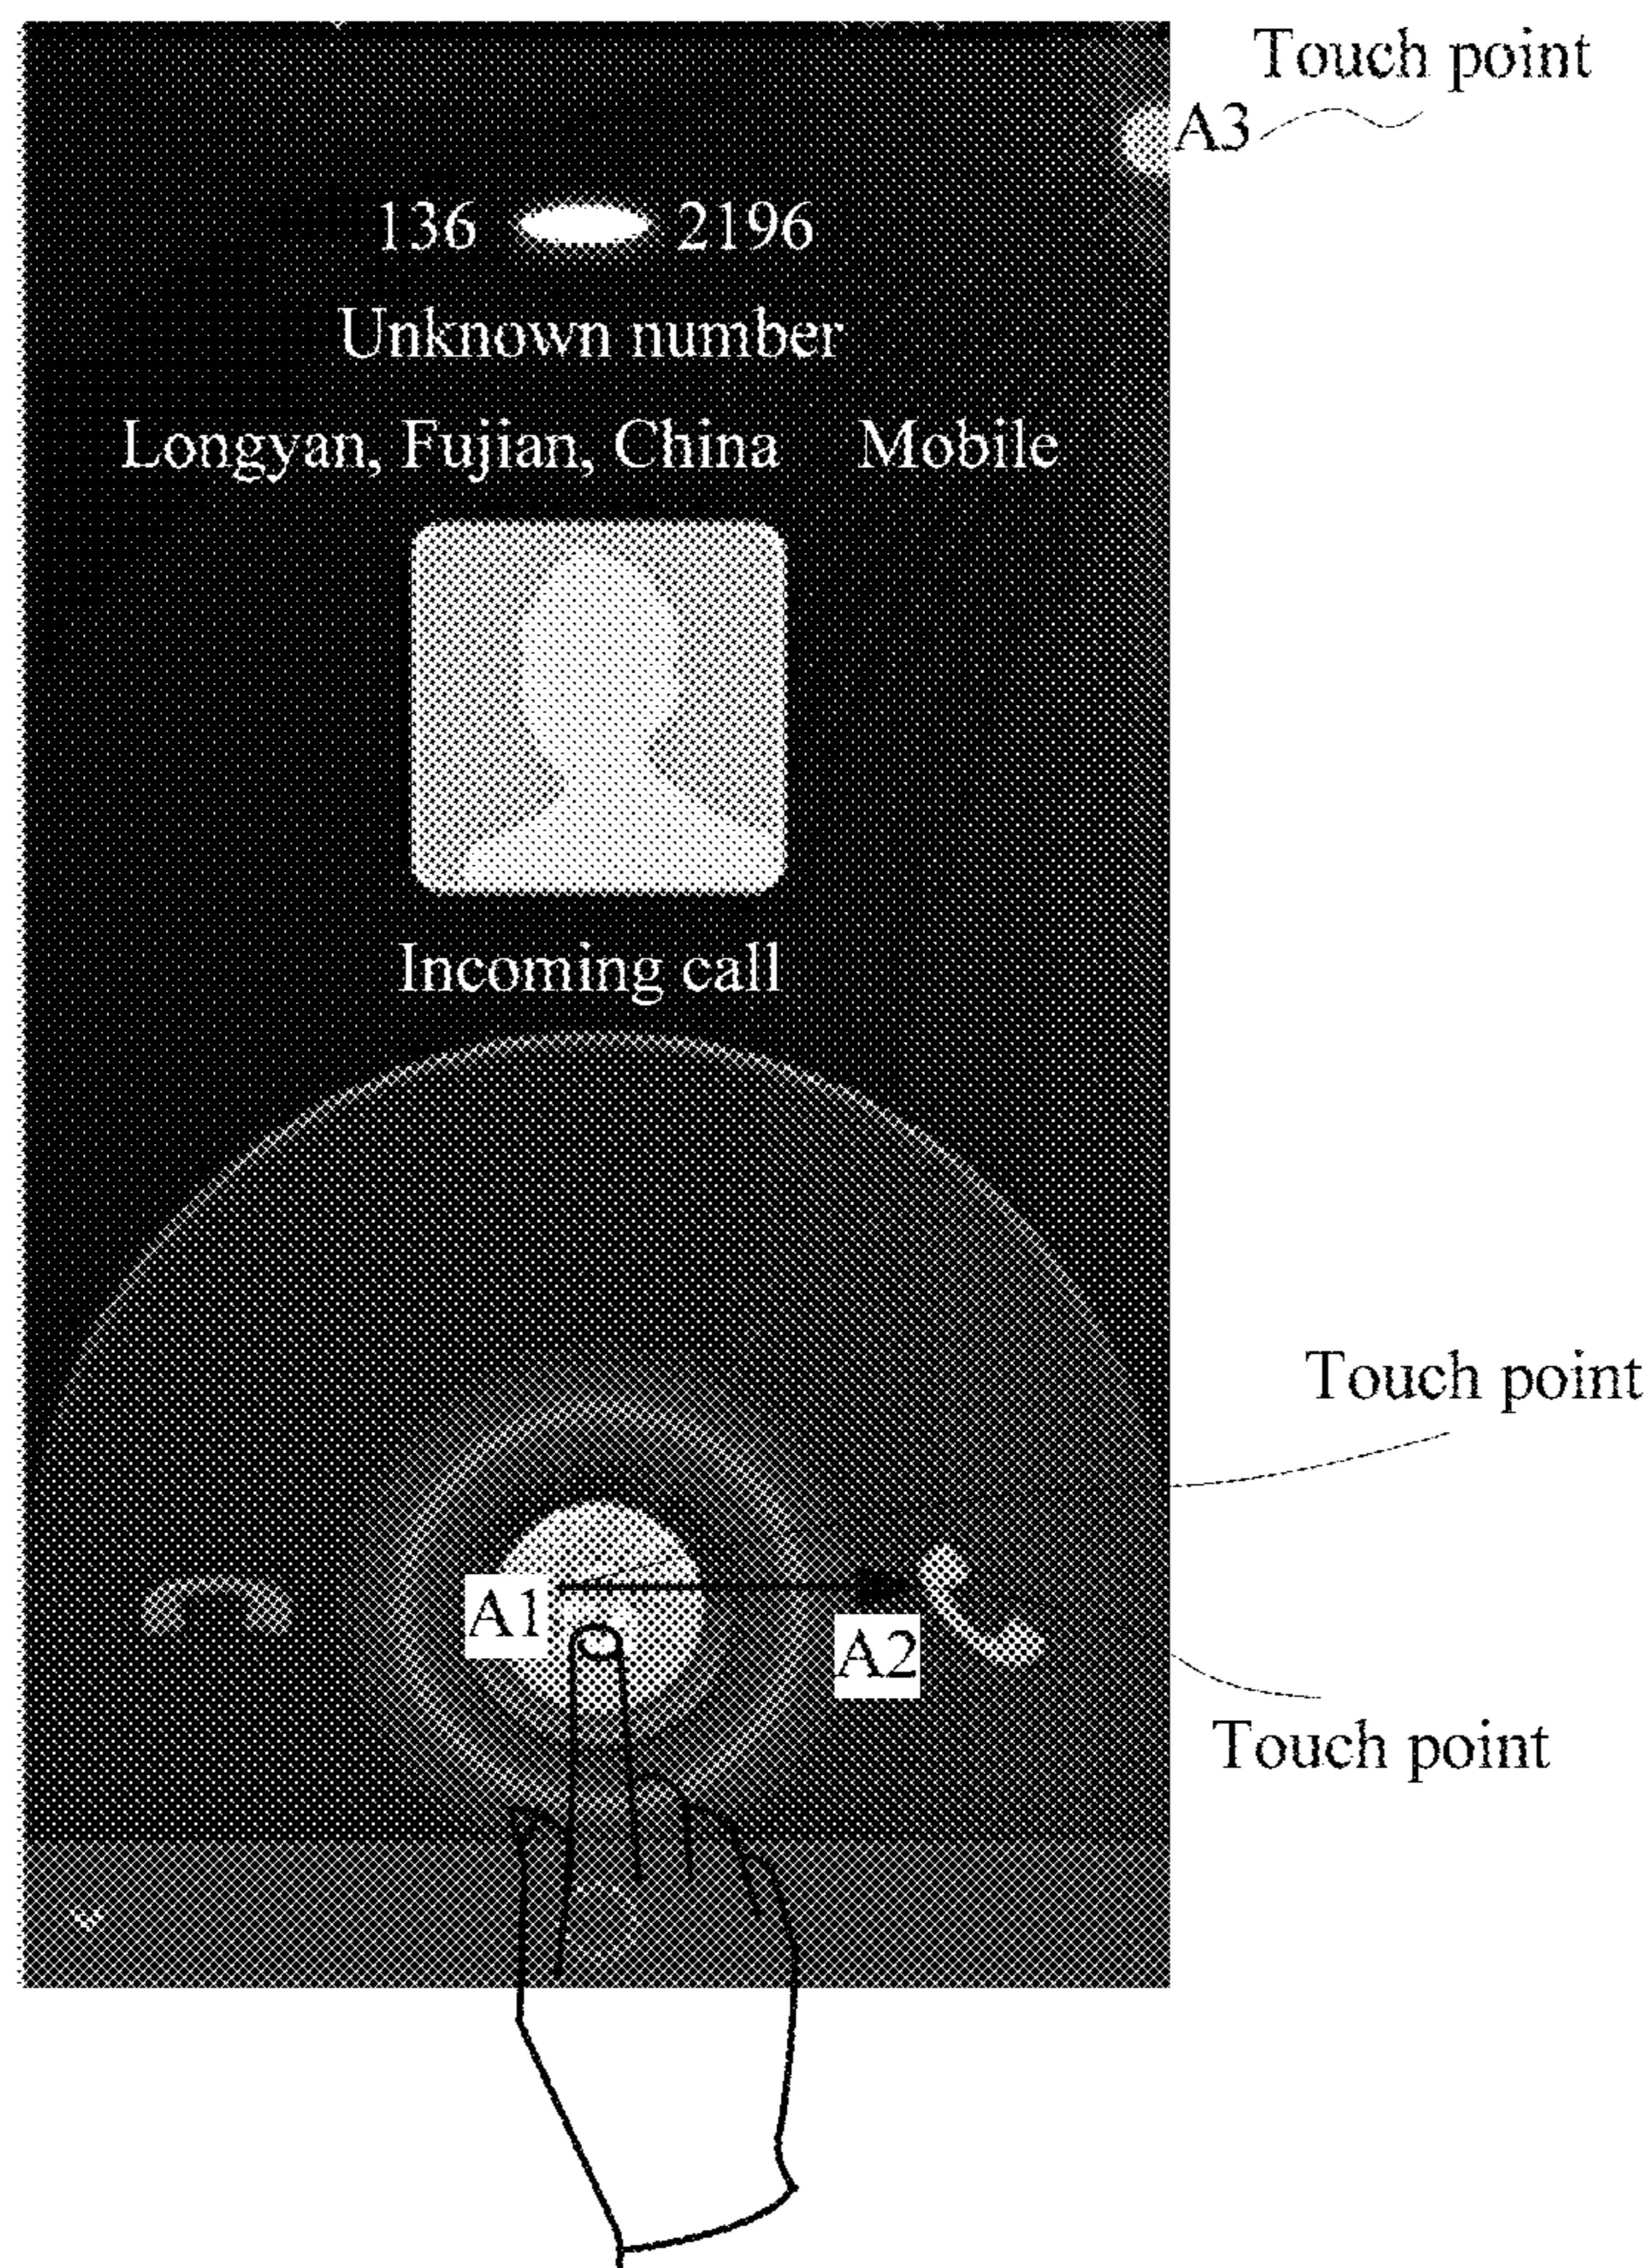 Touch point
A3
136 2196
Unknown number
Longyan, Fujian, China Mobile
Incoming call
Touch point
A1
A2
Touch point